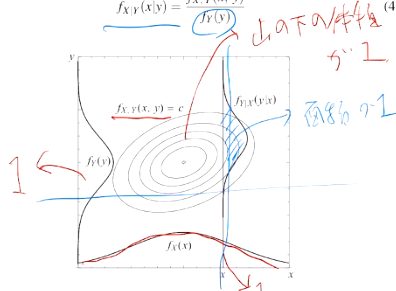 f_{X|Y}(x|y) = f_{X,Y}(x, y) / f_Y(y) (4
山の下の体積
が 1
y
f_{X,Y}(x, y) = c
f_{Y|X}(y|x)
面積が1
f_Y(y)
1
f_X(x)
x
x
1